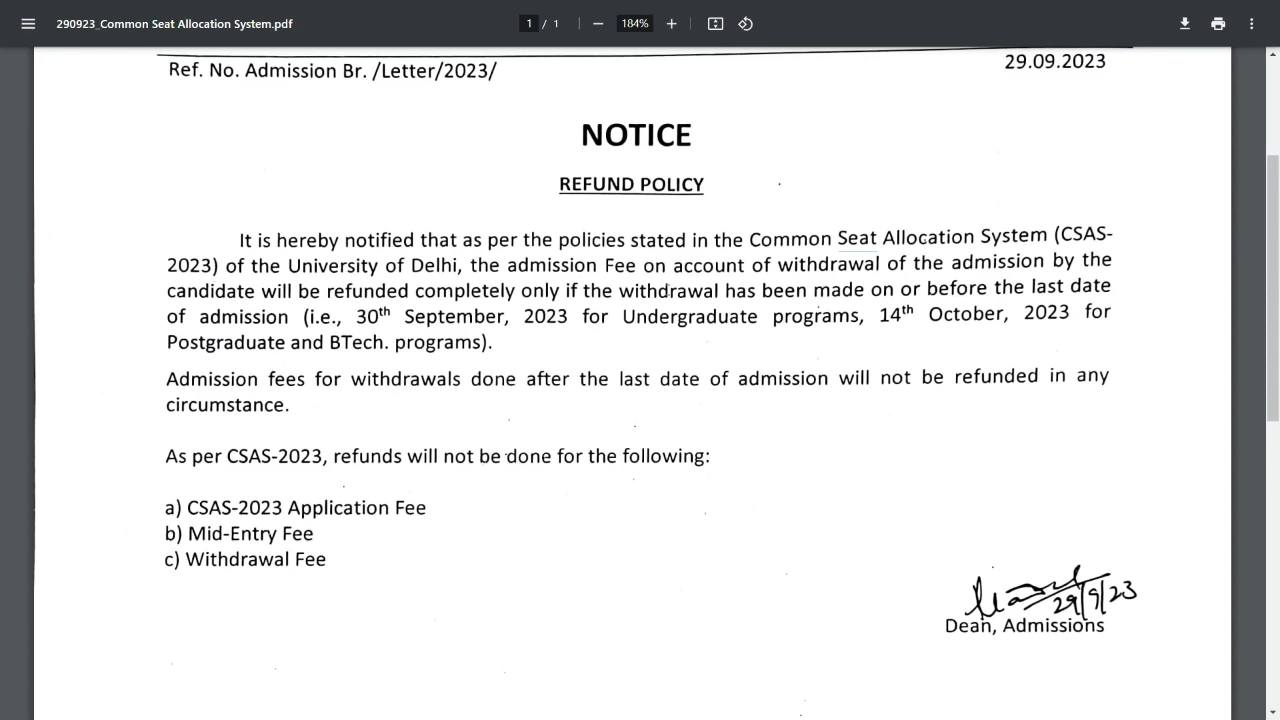 290923_Common Seat Allocation System.pdf
1 / 1
184%
Ref. No. Admission Br. /Letter/2023/
29.09.2023
NOTICE
REFUND POLICY
It is hereby notified that as per the policies stated in the Common Seat Allocation System (CSAS-
2023) of the University of Delhi, the admission Fee on account of withdrawal of the admission by the
candidate will be refunded completely only if the withdrawal has been made on or before the last date
of admission (i.e., 30th September, 2023 for Undergraduate programs, 14th October, 2023 for
Postgraduate and BTech. programs).
Admission fees for withdrawals done after the last date of admission will not be refunded in any
circumstance.
As per CSAS-2023, refunds will not be done for the following:
a) CSAS-2023 Application Fee
b) Mid-Entry Fee
c) Withdrawal Fee
29/9/23
Dean, Admissions